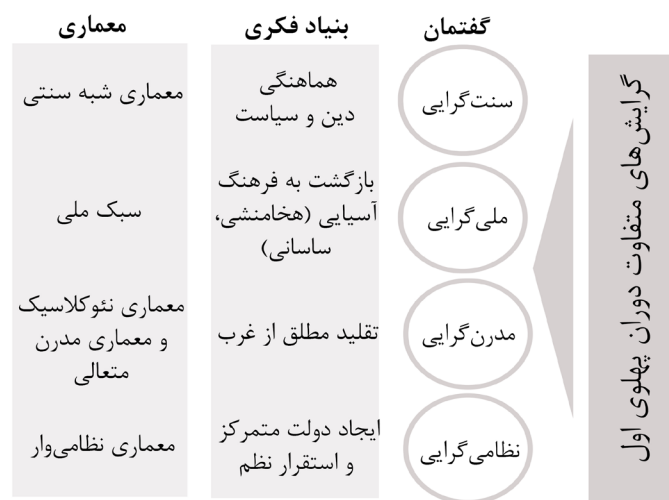 گرایش‌های متفاوت دوران پهلوی اول
گفتمان
بنیاد فکری
معماری
سنت‌گرایی
هماهنگی
دین و سیاست
معماری شبه سنتی
ملی‌گرایی
بازگشت به فرهنگ
آسیایی (هخامنشی،
ساسانی)
سبک ملی
مدرن‌گرایی
تقلید مطلق از غرب
معماری نئوکلاسیک
و معماری مدرن
متعالی
نظامی‌گرایی
ایجاد دولت متمرکز
و استقرار نظم
معماری نظامی‌وار